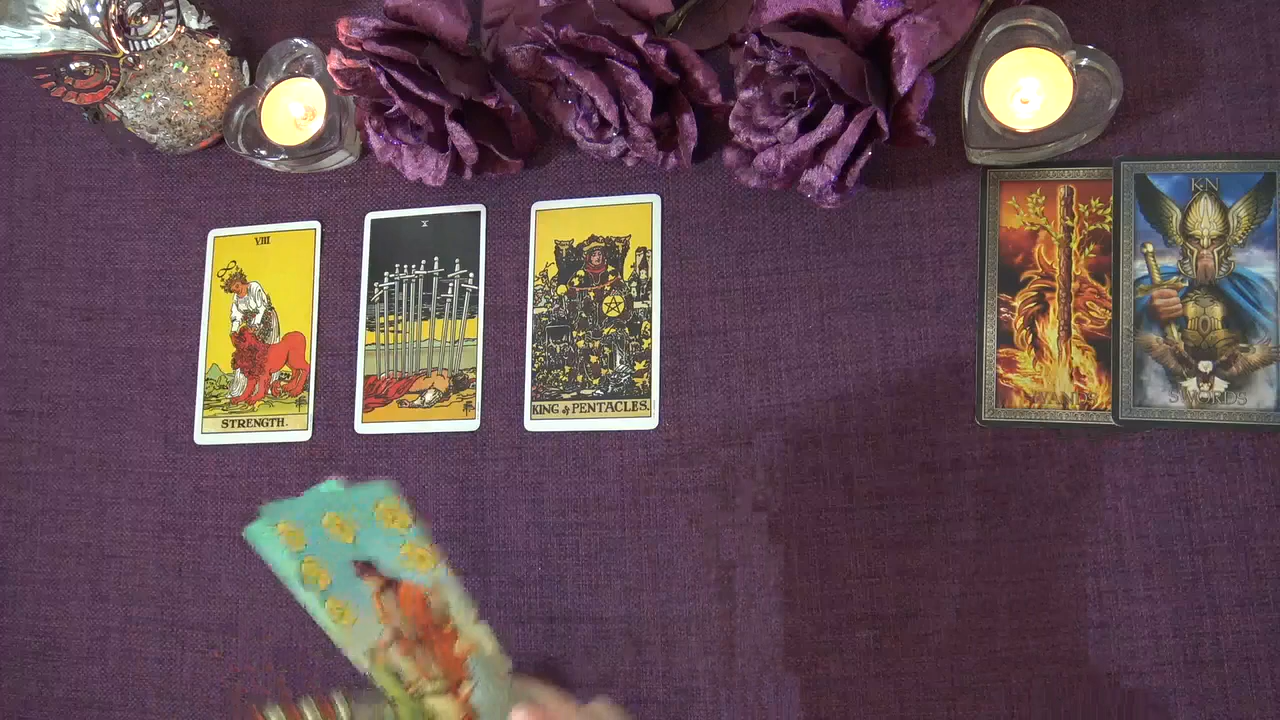 VIII
STRENGTH.
X
KING of PENTACLES.
WANDS
KN
SWORDS